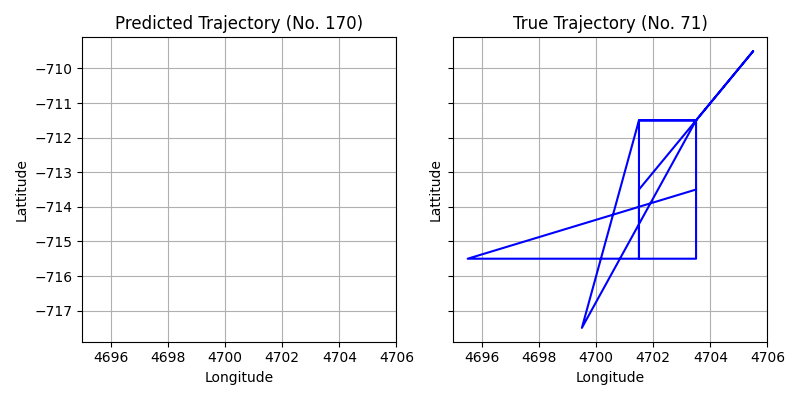 Predicted Trajectory (No. 170)
True Trajectory (No. 71)
−710
−711
−712
−713
−714
−715
−716
−717
Lattitude
Lattitude
4696 4698 4700 4702 4704 4706
4696 4698 4700 4702 4704 4706
Longitude
Longitude